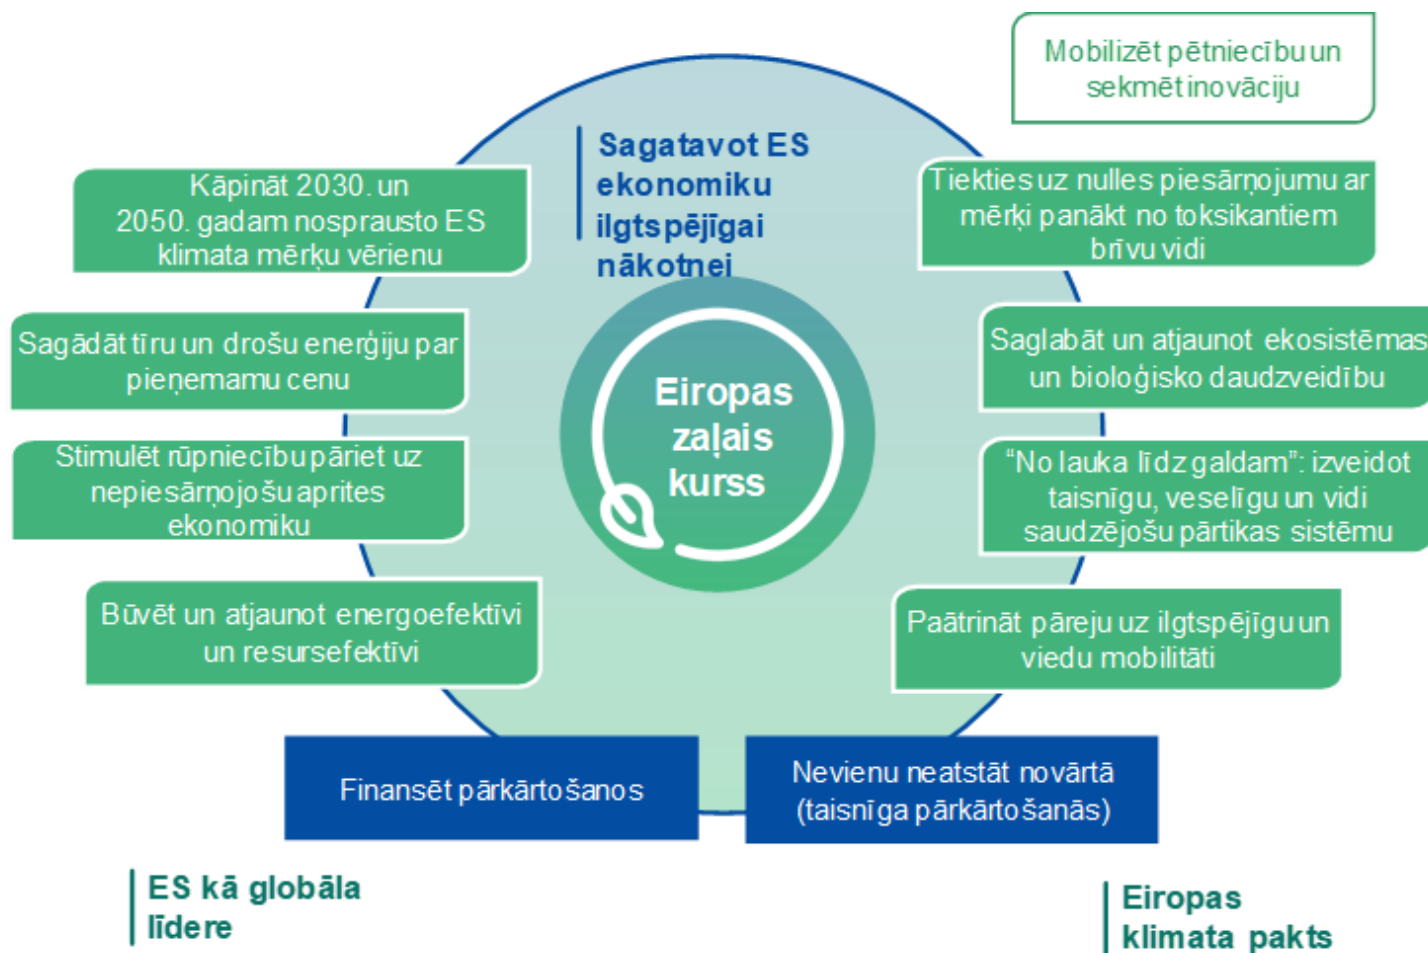 Mobilizēt pētniecību un
sekmēt inovāciju
Sagatavot ES
ekonomiku
ilgtspējīgai
nākotnei
Kāpināt 2030. un
2050. gadam nosprausto ES
klimata mērķu vērienu
Tiekties uz nulles piesārņojumu ar
mērķi panākt no toksikantiem
brīvu vidi
Sagādāt tīru un drošu enerģiju par
pieņemamu cenu
Saglabāt un atjaunot ekosistēmas
un bioloģisko daudzveidību
Eiropas
zaļais
kurss
Stimulēt rūpniecību pāriet uz
nepiesārņojošu aprites
ekonomiku
“No lauka līdz galdam”: izveidot
taisnīgu, veselīgu un vidi
saudzējošu pārtikas sistēmu
Būvēt un atjaunot energoefektīvi
un resursefektīvi
Paātrināt pāreju uz ilgtspējīgu un
viedu mobilitāti
Finansēt pārkārtošanos
Nevienu neatstāt novārtā
(taisnīga pārkārtošanās)
ES kā globāla
līdere
Eiropas
klimata pakts